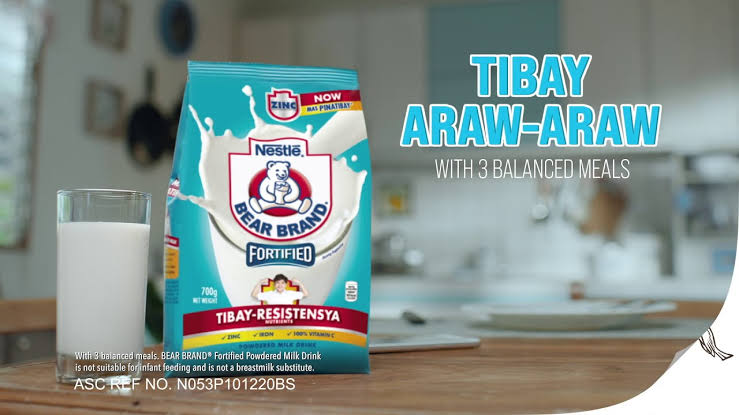 TIBAY
ARAW-ARAW
WITH 3 BALANCED MEALS
ZINC
NOW
MAS PINATIBAY
Nestlé
BEAR BRAND
FORTIFIED
700g
NET WEIGHT
TIBAY-RESISTENSYA
NUTRIENTS
✓ ZINC ✓ IRON ✓ 100% VITAMIN C
POWDERED MILK DRINK
With 3 balanced meals. BEAR BRAND® Fortified Powdered Milk Drink
is not suitable for infant feeding and is not a breastmilk substitute.
ASC REF NO. N053P101220BS